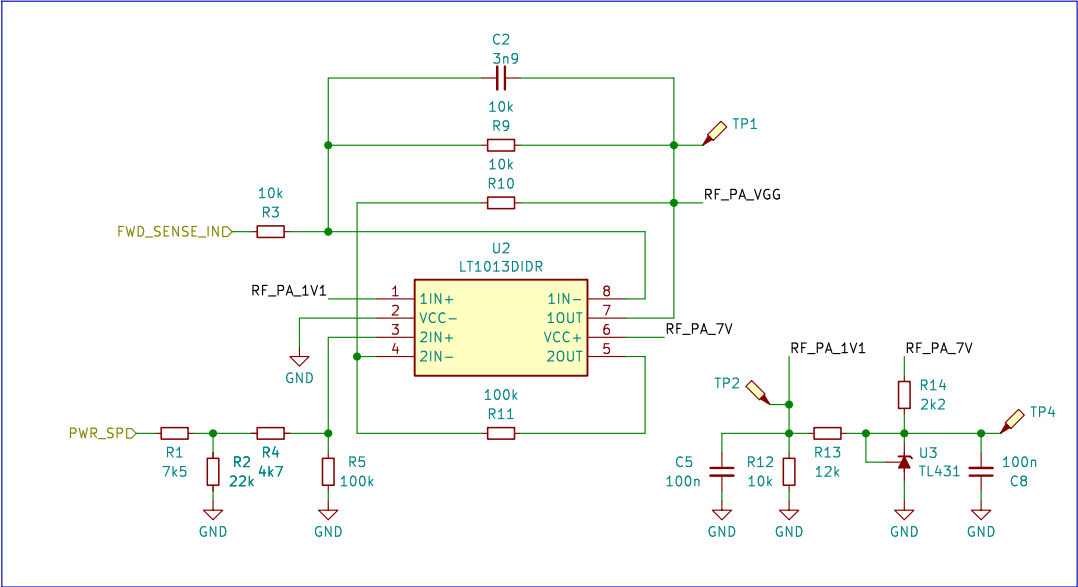 C2
3n9
10k
R9
TP1
10k
R10
RF_PA_VGG
10k
R3
FWD_SENSE_IN
U2
LT1013DIDR
RF_PA_1V1
1 1IN+
2 VCC-
3 2IN+
4 2IN-
1IN- 8
1OUT 7
VCC+ 6
2OUT 5
RF_PA_7V
GND
100k
R11
PWR_SP
R1
7k5
R2
22k
R4
4k7
R5
100k
GND
GND
RF_PA_1V1
RF_PA_7V
TP2
R14
2k2
TP4
C5
100n
R12
10k
R13
12k
U3
TL431
100n
C8
GND
GND
GND
GND